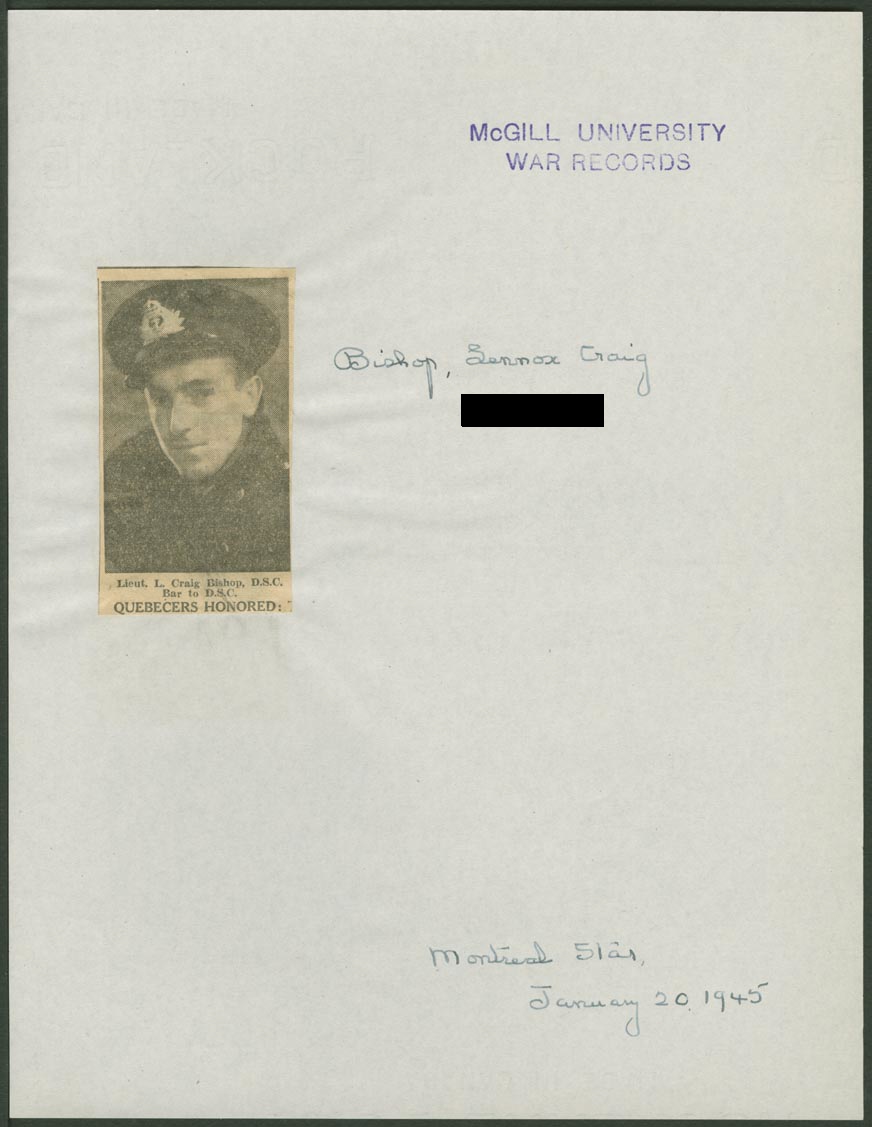 McGILL UNIVERSITY
WAR RECORDS
Bishop, Lennox Craig
Lieut. L. Craig Bishop, D.S.C.
Bar to D.S.C.
QUEBECERS HONORED:
Montreal Star,
January 20, 1945